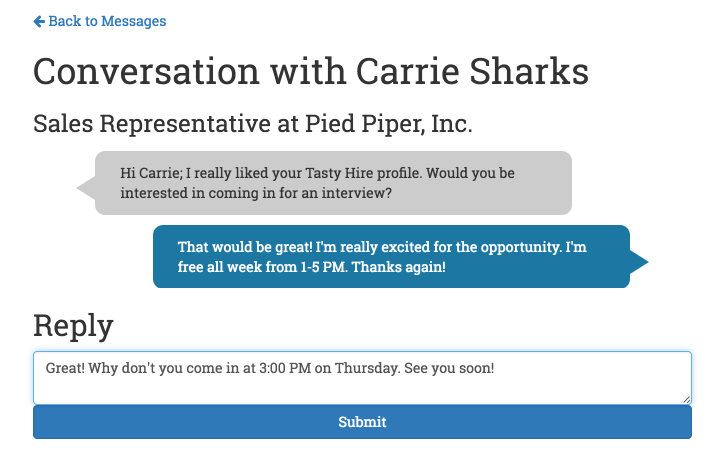 Back to Messages
Conversation with Carrie Sharks
Sales Representative at Pied Piper, Inc.
Hi Carrie; I really liked your Tasty Hire profile. Would you be
interested in coming in for an interview?
That would be great! I'm really excited for the opportunity. I'm
free all week from 1-5 PM. Thanks again!
Reply
Great! Why don't you come in at 3:00 PM on Thursday. See you soon!
Submit